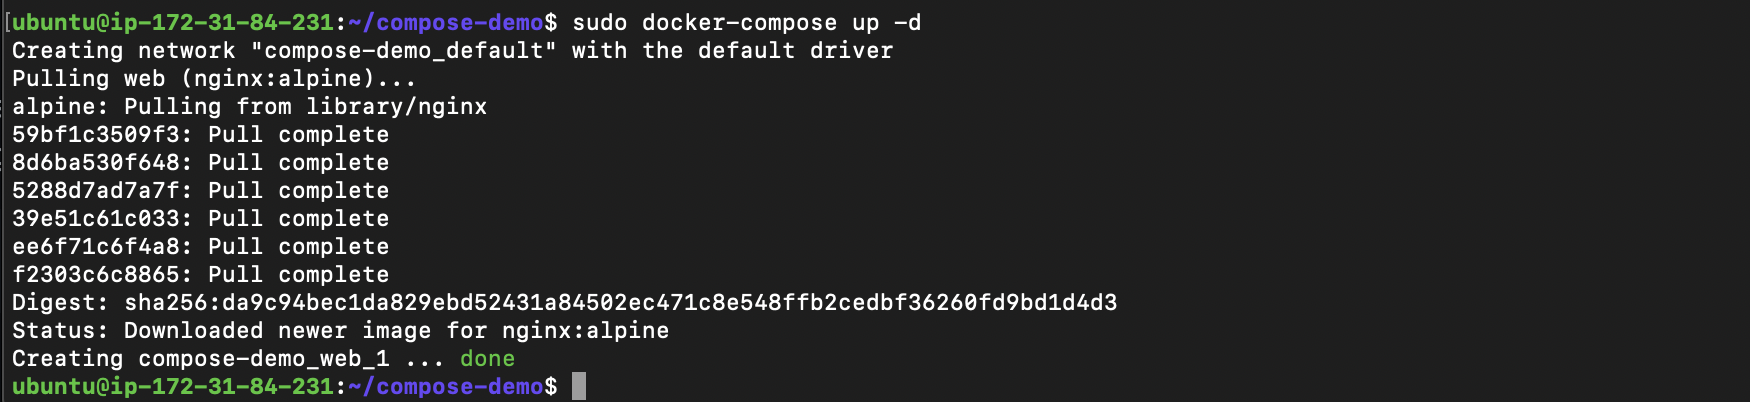 [ubuntu@ip-172-31-84-231:~/compose-demo$ sudo docker-compose up -d
Creating network "compose-demo_default" with the default driver
Pulling web (nginx:alpine)...
alpine: Pulling from library/nginx
59bf1c3509f3: Pull complete
8d6ba530f648: Pull complete
5288d7ad7a7f: Pull complete
39e51c61c033: Pull complete
ee6f71c6f4a8: Pull complete
f2303c6c8865: Pull complete
Digest: sha256:da9c94bec1da829ebd52431a84502ec471c8e548ffb2cedbf36260fd9bd1d4d3
Status: Downloaded newer image for nginx:alpine
Creating compose-demo_web_1 ... done
ubuntu@ip-172-31-84-231:~/compose-demo$